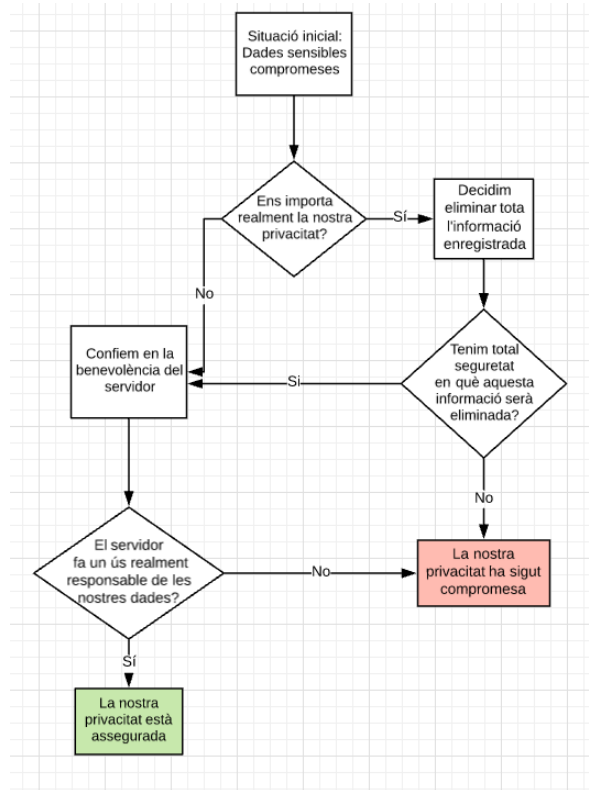 Situació inicial:
Dades sensibles
compromeses
Ens importa
realment la nostra
privacitat?
Sí
Decidim
eliminar tota
l'informació
enregistrada
No
Confiem en la
benevolència del
servidor
Si
Tenim total
seguretat
en què aquesta
informació serà
eliminada?
No
El servidor
fa un ús realment
responsable de les
nostres dades?
No
La nostra
privacitat ha sigut
compromesa
Sí
La nostra
privacitat està
assegurada